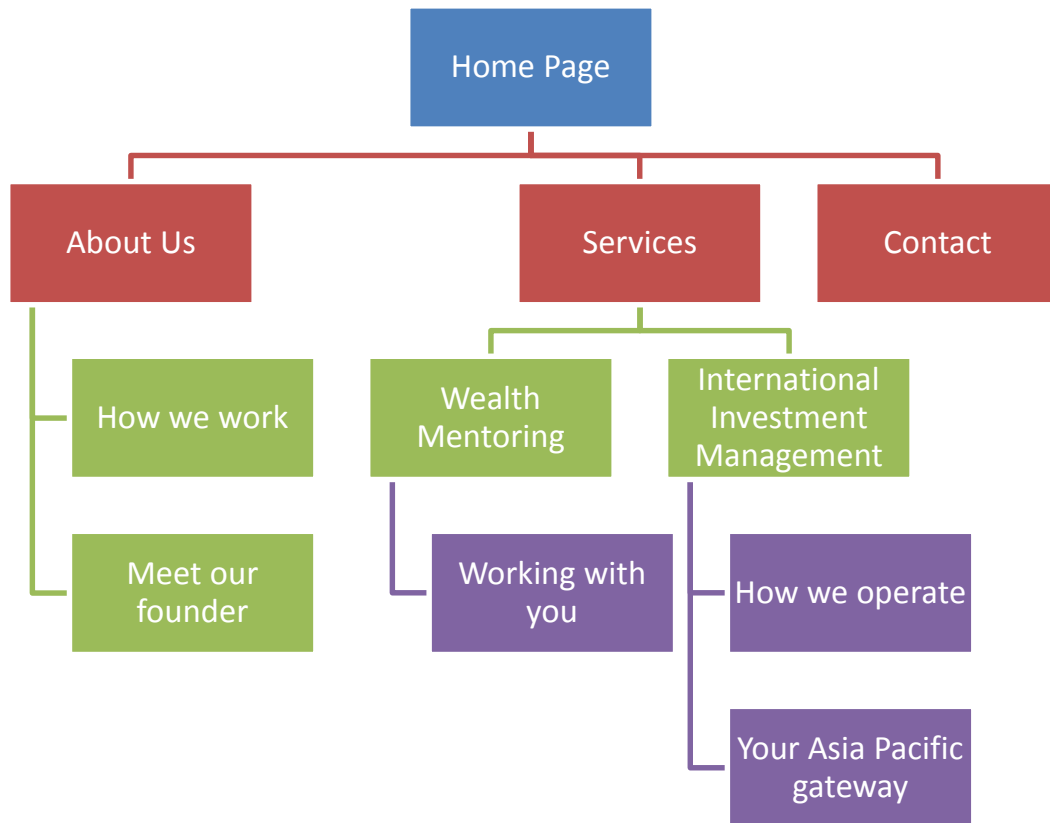 Home Page
About Us
Services
Contact
How we work
Wealth
Mentoring
International
Investment
Management
Meet our
founder
Working with
you
How we operate
Your Asia Pacific
gateway